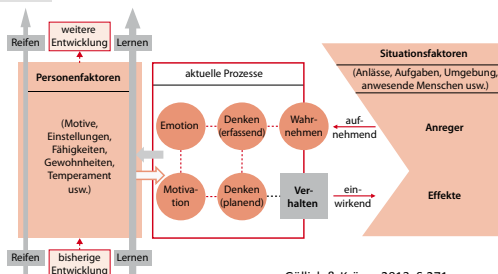 weitere
Entwicklung
Reifen
Lernen
Personenfaktoren
(Motive,
Einstellungen,
Fähigkeiten,
Gewohnheiten,
Temperament
usw.)
aktuelle Prozesse
Emotion
Denken
(erfassend)
Wahr-
nehmen
Motiva-
tion
Denken
(planend)
Ver-
halten
auf-
nehmend
ein-
wirkend
Situationsfaktoren
(Anlässe, Aufgaben, Umgebung,
anwesende Menschen usw.)
Anreger
Effekte
Reifen
bisherige
Entwicklung
Lernen